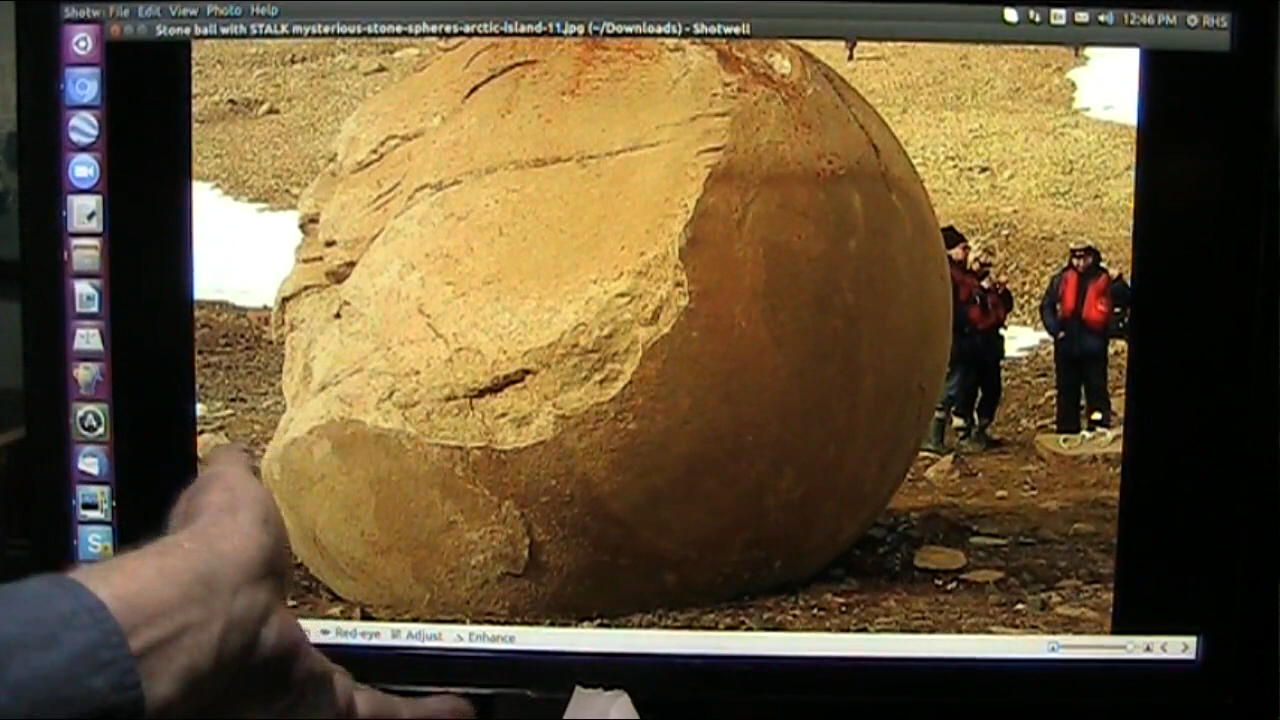 Shotw File Edit View Photo Help
12:46 PM RHS
Stone ball with STALK mysterious-stone-spheres-arctic-island-11.jpg (~/Downloads) - Shotwell
A
S
Red-eye Adjust Enhance